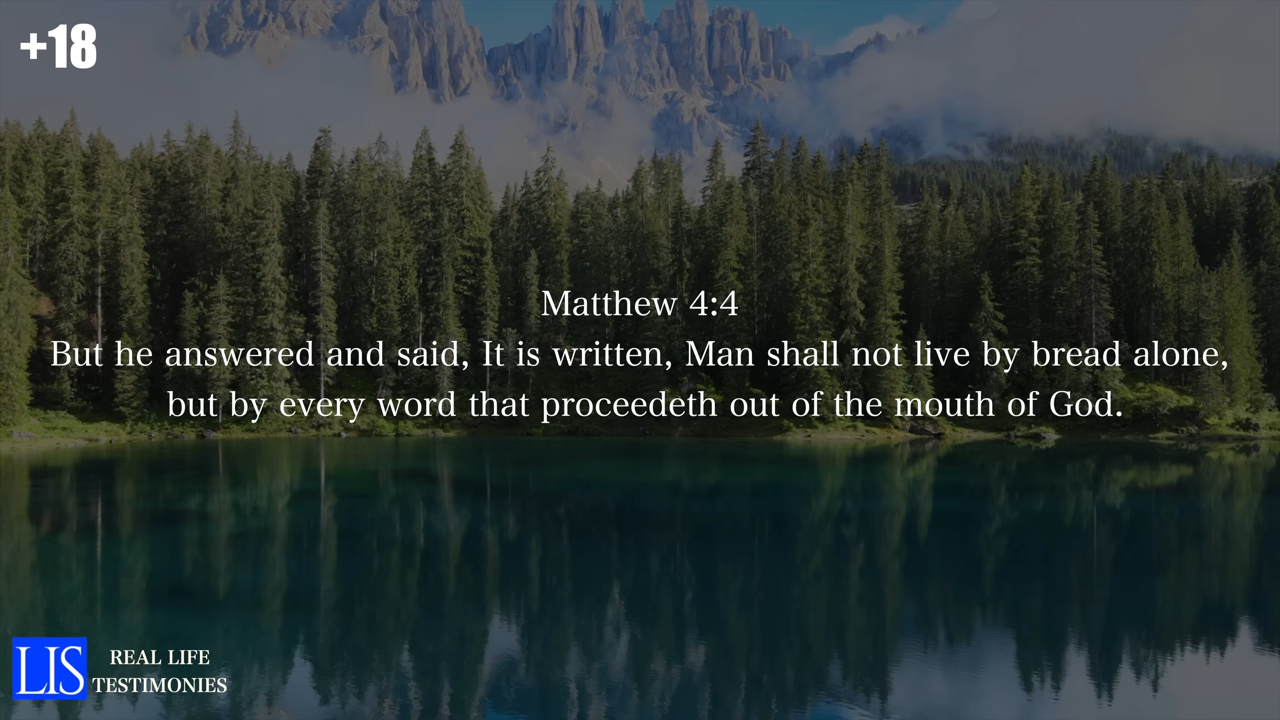 +18
Matthew 4:4
But he answered and said, It is written, Man shall not live by bread alone,
but by every word that proceedeth out of the mouth of God.
LIS
REAL LIFE
TESTIMONIES